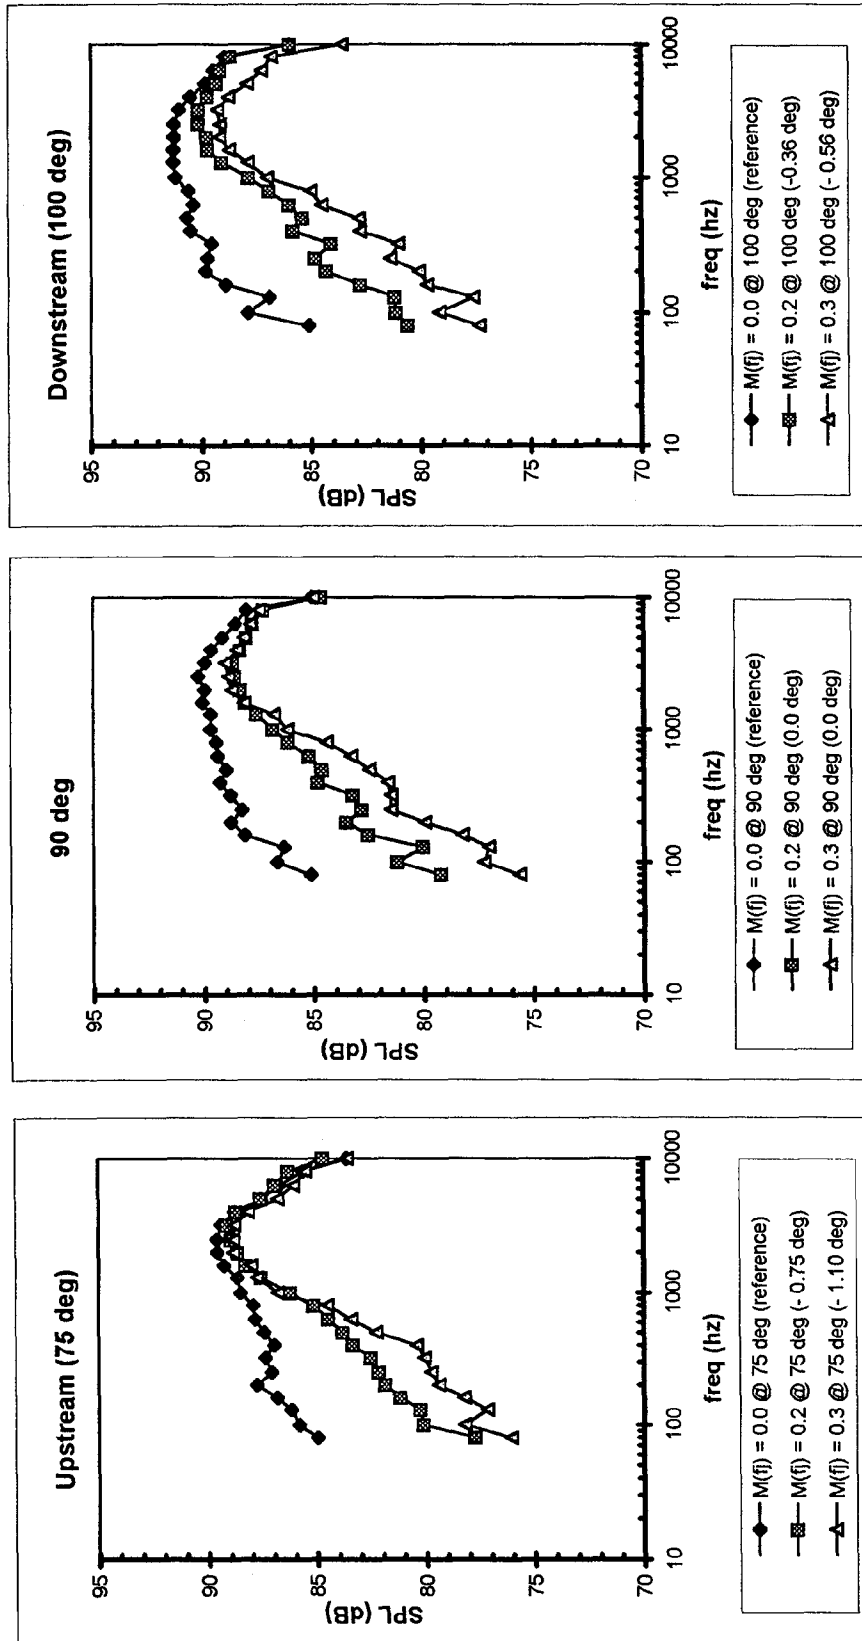 Upstream (75 deg)
95
90
85
80
75
70
SPL (dB)
10
100
1000
10000
freq (hz)
M(fj) = 0.0 @ 75 deg (reference)
M(fj) = 0.2 @ 75 deg (- 0.75 deg)
M(fj) = 0.3 @ 75 deg (- 1.10 deg)
90 deg
95
90
85
80
75
70
SPL (dB)
10
100
1000
10000
freq (hz)
M(fj) = 0.0 @ 90 deg (reference)
M(fj) = 0.2 @ 90 deg (0.0 deg)
M(fj) = 0.3 @ 90 deg (0.0 deg)
Downstream (100 deg)
95
90
85
80
75
70
SPL (dB)
10
100
1000
10000
freq (hz)
M(fj) = 0.0 @ 100 deg (reference)
M(fj) = 0.2 @ 100 deg (-0.36 deg)
M(fj) = 0.3 @ 100 deg (- 0.56 deg)